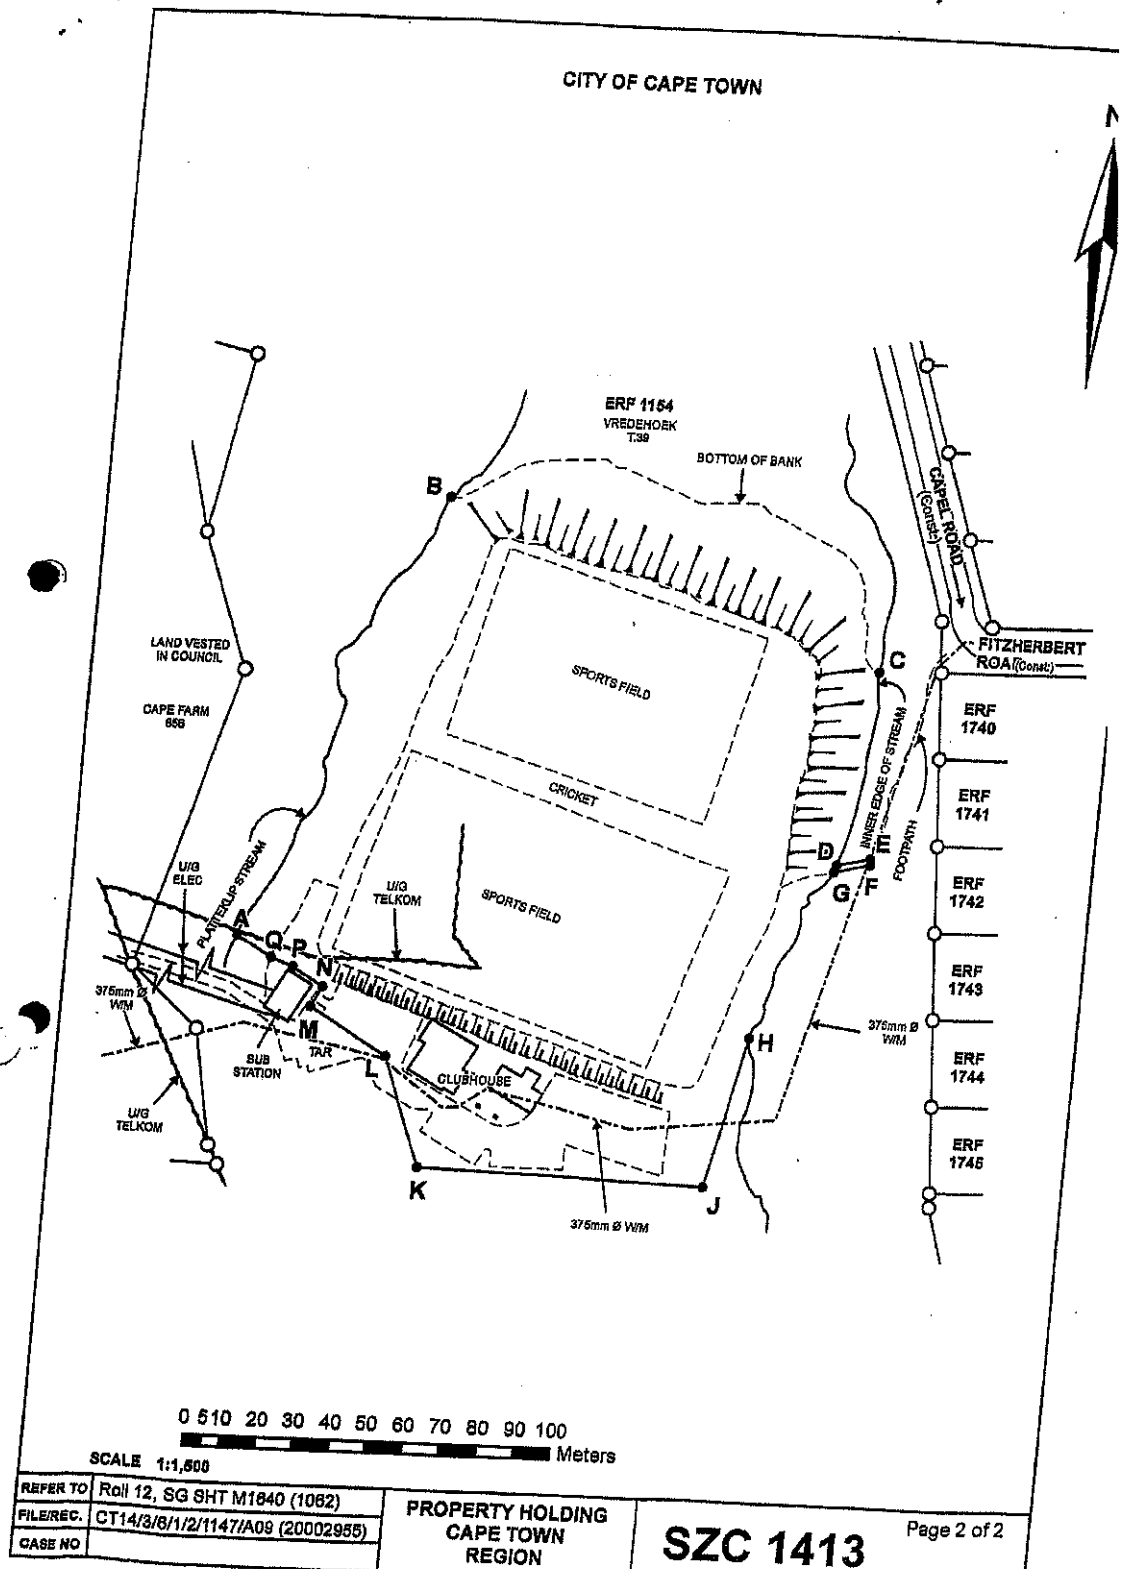 CITY OF CAPE TOWN
N
ERF 1154
VREDEHOEK
T.39
BOTTOM OF BANK
B
CAPEL ROAD
(Const:)
LAND VESTED
IN COUNCIL
CAPE FARM
656
SPORTS FIELD
C
FITZHERBERT
ROA(Const:)
ERF
1740
INNER EDGE OF STREAM
CRICKET
ERF
1741
FOOTPATH
D
E
G
F
U/G
ELEC
PLATTEKLIP STREAM
U/G
TELKOM
SPORTS FIELD
ERF
1742
A
Q
P
N
ERF
1743
375mm Ø
W/M
M
375mm Ø
W/M
H
SUB
STATION
TAR
L
CLUBHOUSE
ERF
1744
U/G
TELKOM
ERF
1745
K
J
375mm Ø W/M
0 510 20 30 40 50 60 70 80 90 100
Meters
SCALE 1:1,500
REFER TO Roll 12, SG SHT M1640 (1062)
FILE/REC. CT14/3/6/1/2/1147/A09 (20002955)
CASE NO
PROPERTY HOLDING
CAPE TOWN
REGION
SZC 1413
Page 2 of 2